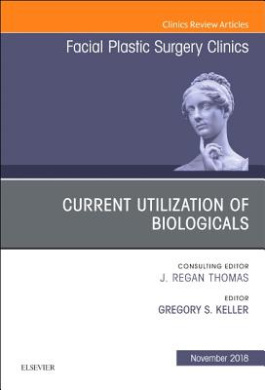 Clinics Review Articles
Facial Plastic Surgery Clinics
CURRENT UTILIZATION OF
BIOLOGICALS
CONSULTING EDITOR
J. REGAN THOMAS
EDITOR
GREGORY S. KELLER
ELSEVIER
November 2018